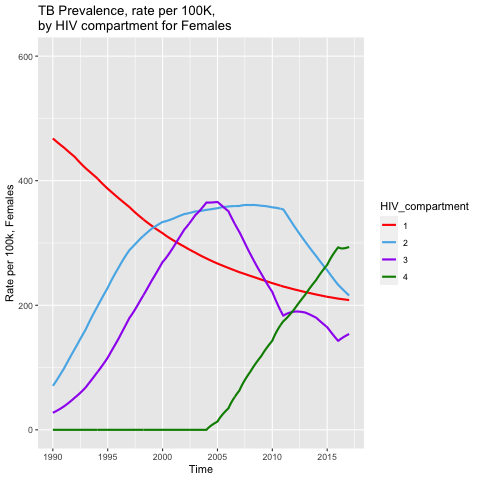 TB Prevalence, rate per 100K,
by HIV compartment for Females
Rate per 100k, Females
600
400
200
0
1990
1995
2000
2005
2010
2015
Time
HIV_compartment
1
2
3
4